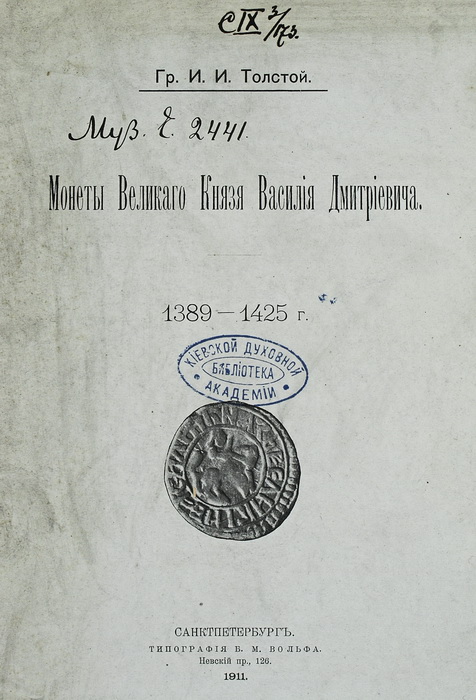 C IX 3/173.
Гр. И. И. Толстой.
Муз. 2441.
Монеты Великаго Князя Василія Дмитріевича.
1389 — 1425 г.
КІЕВСКОЙ ДУХОВНОЙ
БИБЛІОТЕКА
АКАДЕМІИ
САНКТПЕТЕРБУРГЪ.
ТИПОГРАФІЯ Б. М. ВОЛЬФА.
Невскій пр., 126.
1911.